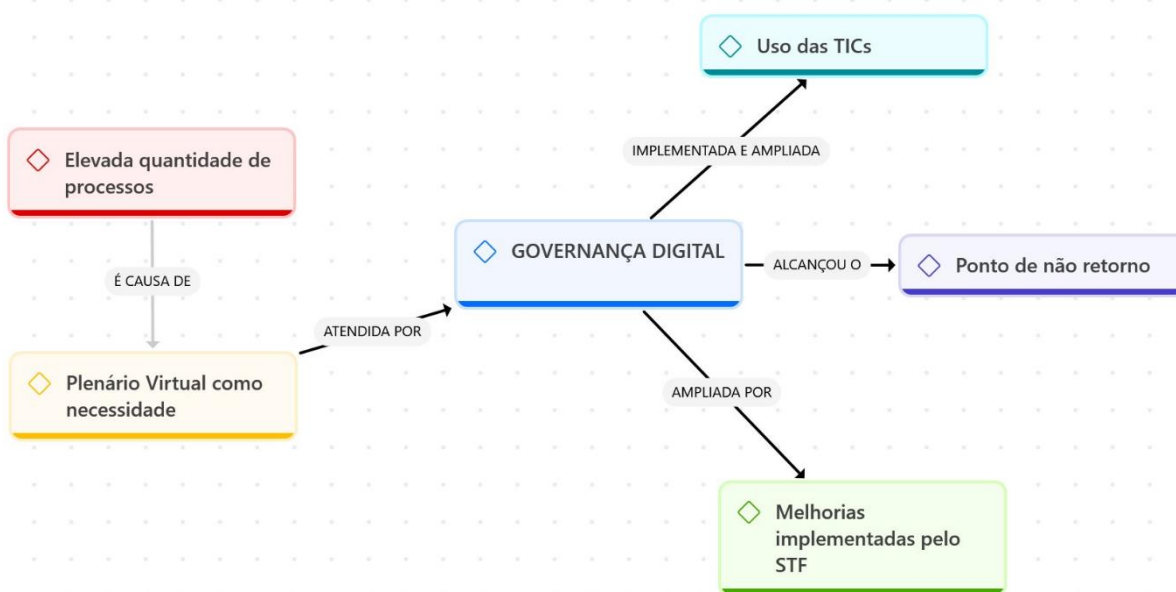 Uso das TICs
IMPLEMENTADA E AMPLIADA
Elevada quantidade de
processos
É CAUSA DE
GOVERNANÇA DIGITAL
ALCANÇOU O
Ponto de não retorno
ATENDIDA POR
Plenário Virtual como
necessidade
AMPLIADA POR
Melhorias
implementadas pelo
STF